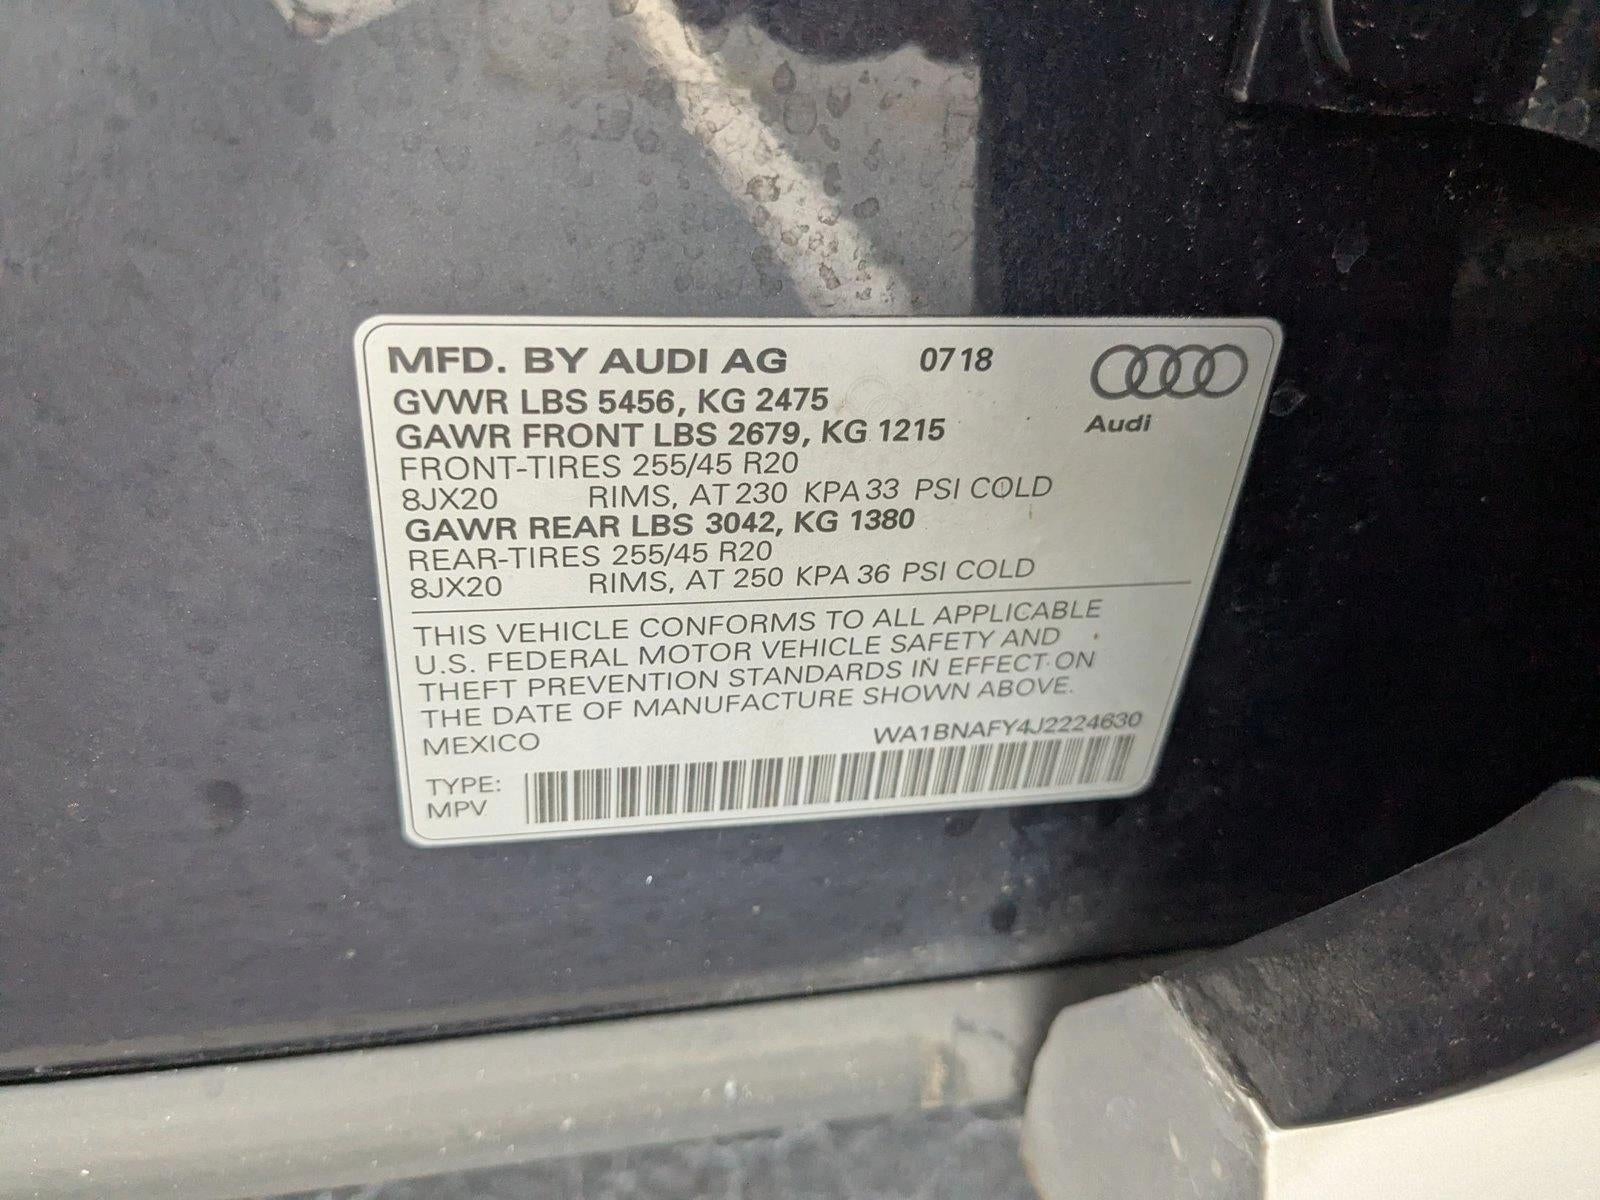 MFD. BY AUDI AG 0718
GVWR LBS 5456, KG 2475
GAWR FRONT LBS 2679, KG 1215
Audi
FRONT-TIRES 255/45 R20
8JX20 RIMS, AT 230 KPA 33 PSI COLD
GAWR REAR LBS 3042, KG 1380
REAR-TIRES 255/45 R20
8JX20 RIMS, AT 250 KPA 36 PSI COLD
THIS VEHICLE CONFORMS TO ALL APPLICABLE
U.S. FEDERAL MOTOR VEHICLE SAFETY AND
THEFT PREVENTION STANDARDS IN EFFECT ON
THE DATE OF MANUFACTURE SHOWN ABOVE.
MEXICO WA1BNAFY4J2224630
TYPE:
MPV